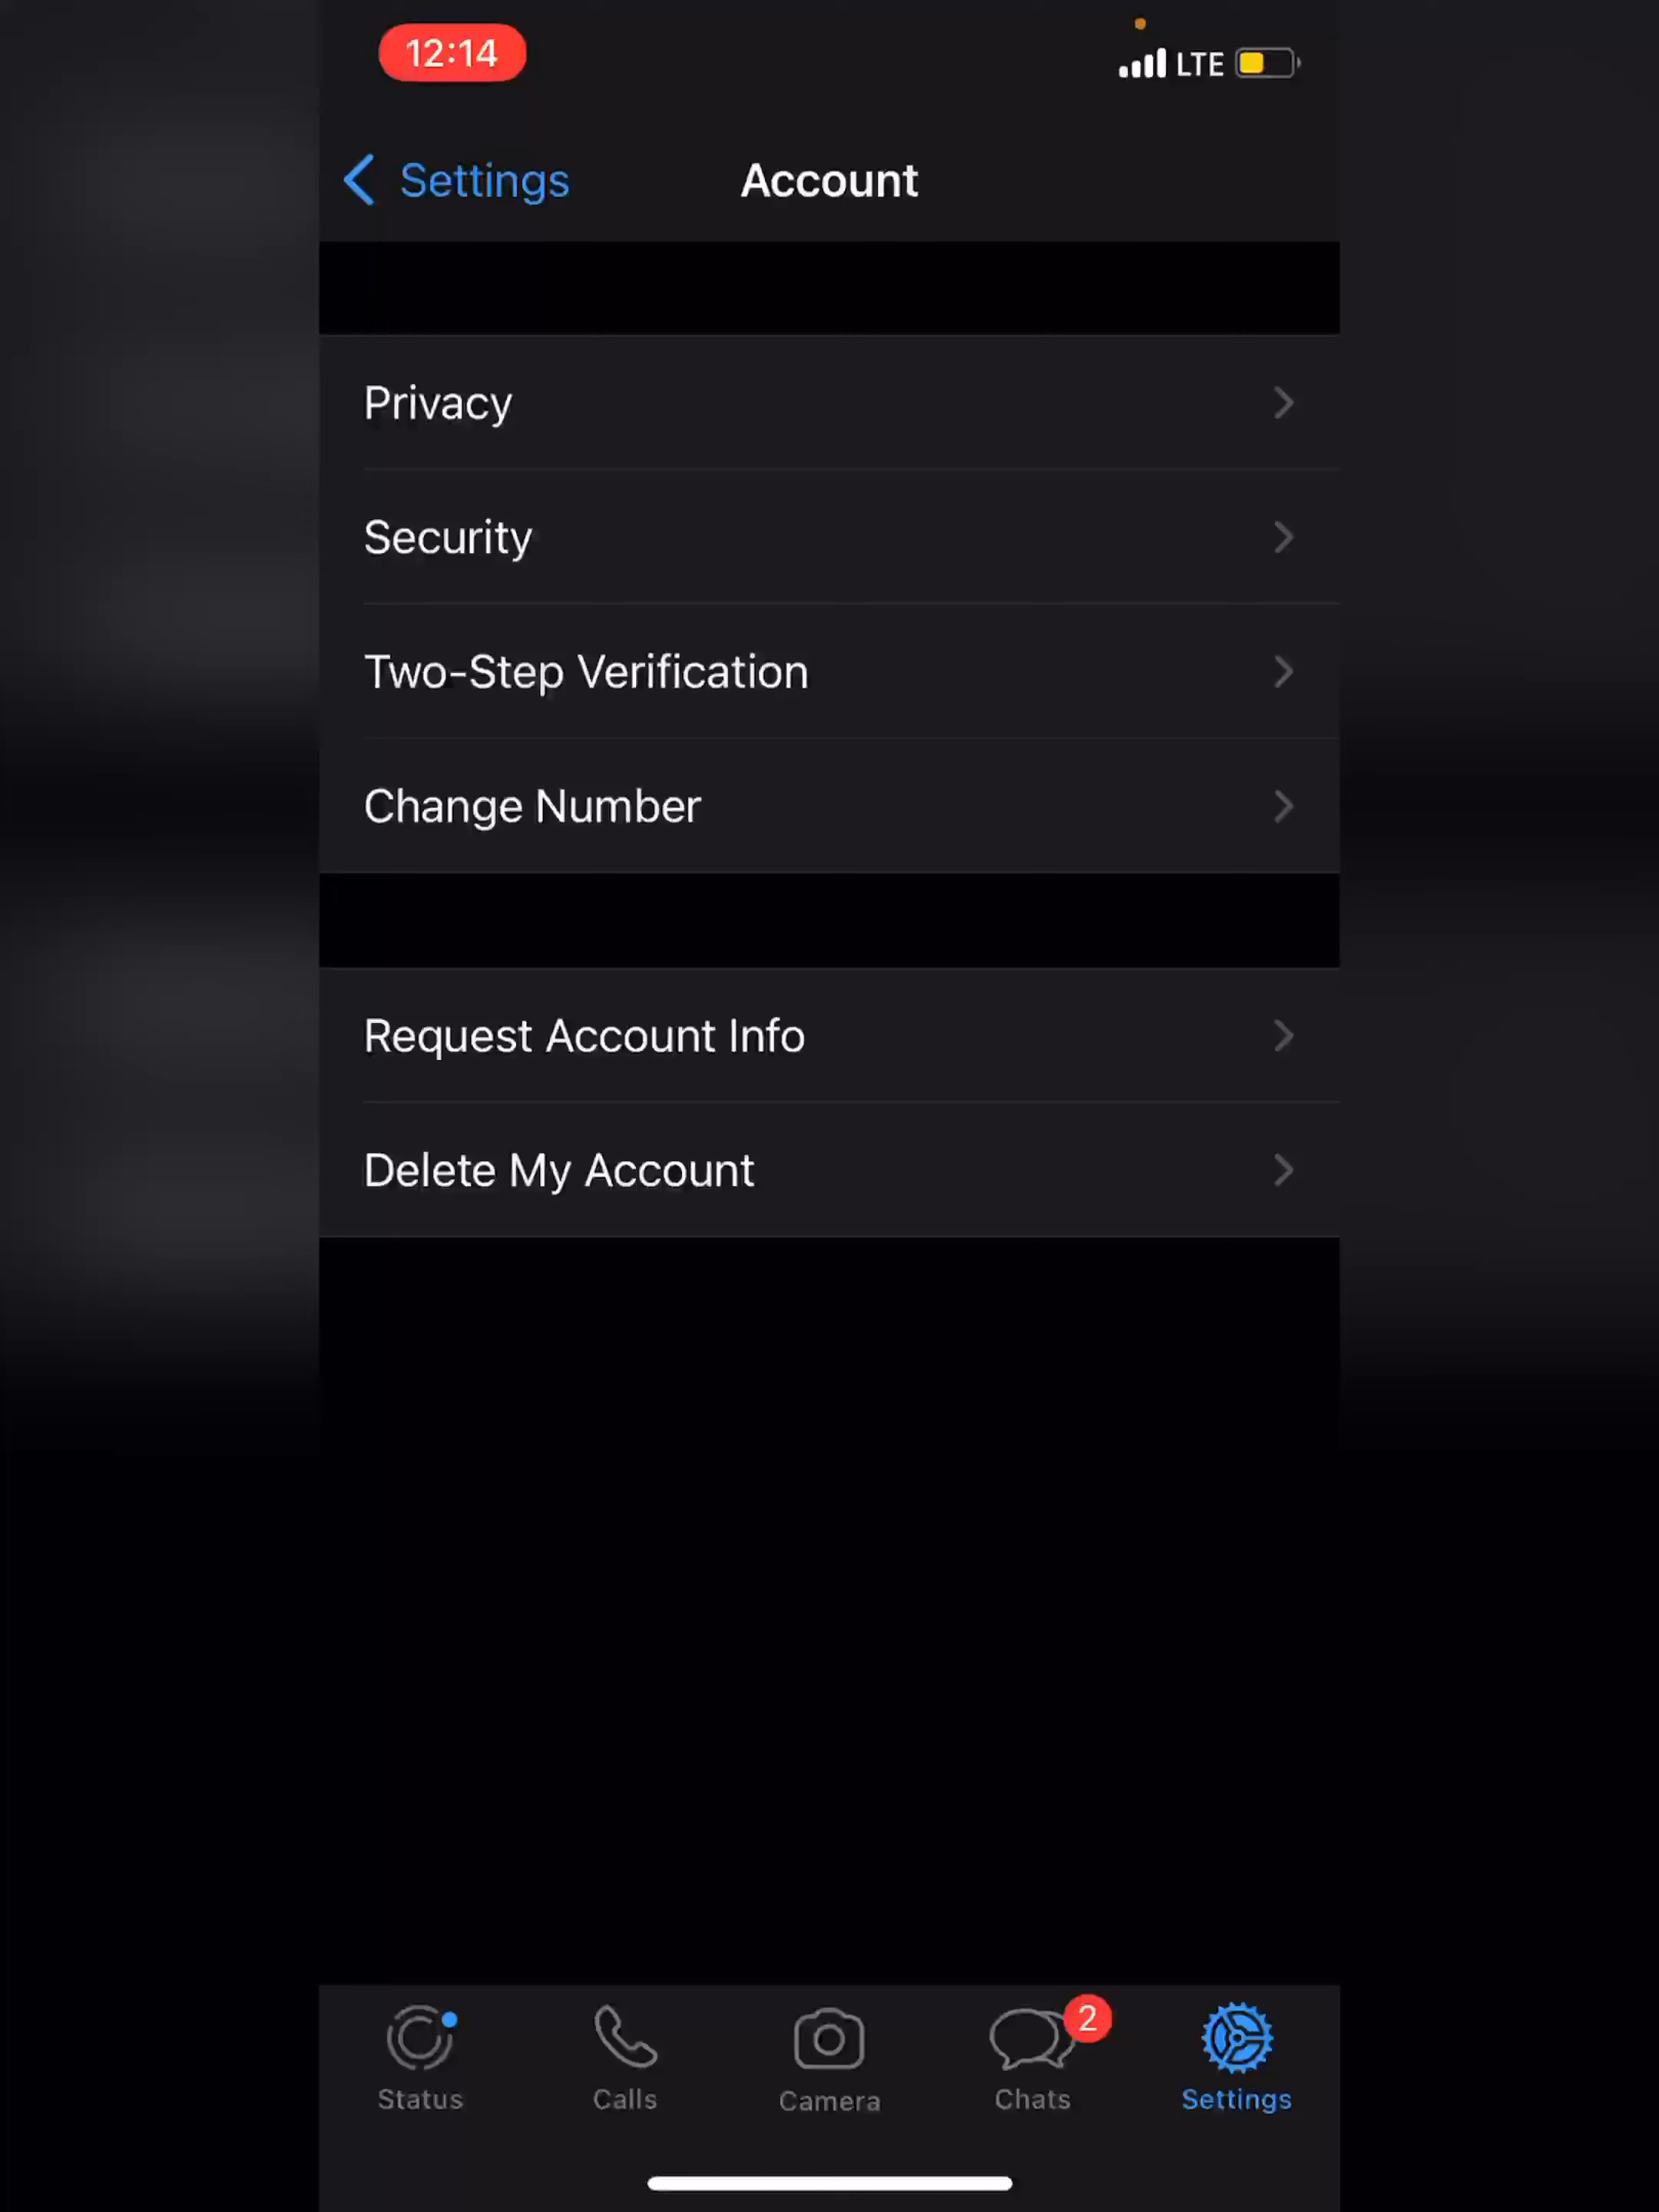 12:14
LTE
Settings
Account
Privacy
Security
Two-Step Verification
Change Number
Request Account Info
Delete My Account
2
Status
Calls
Camera
Chats
Settings